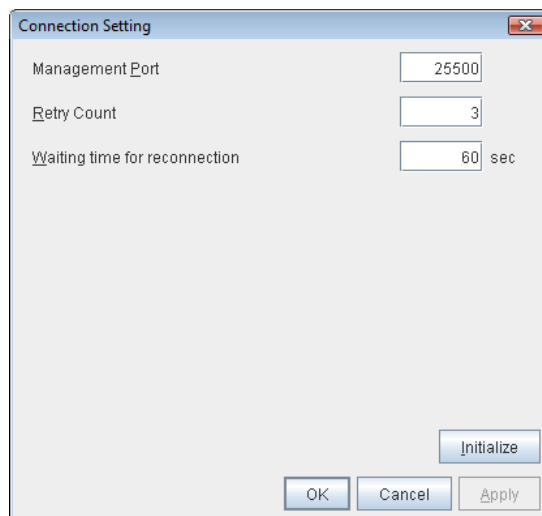 Connection Setting
Management Port 25500
Retry Count 3
Waiting time for reconnection 60 sec
Initialize
OK Cancel Apply